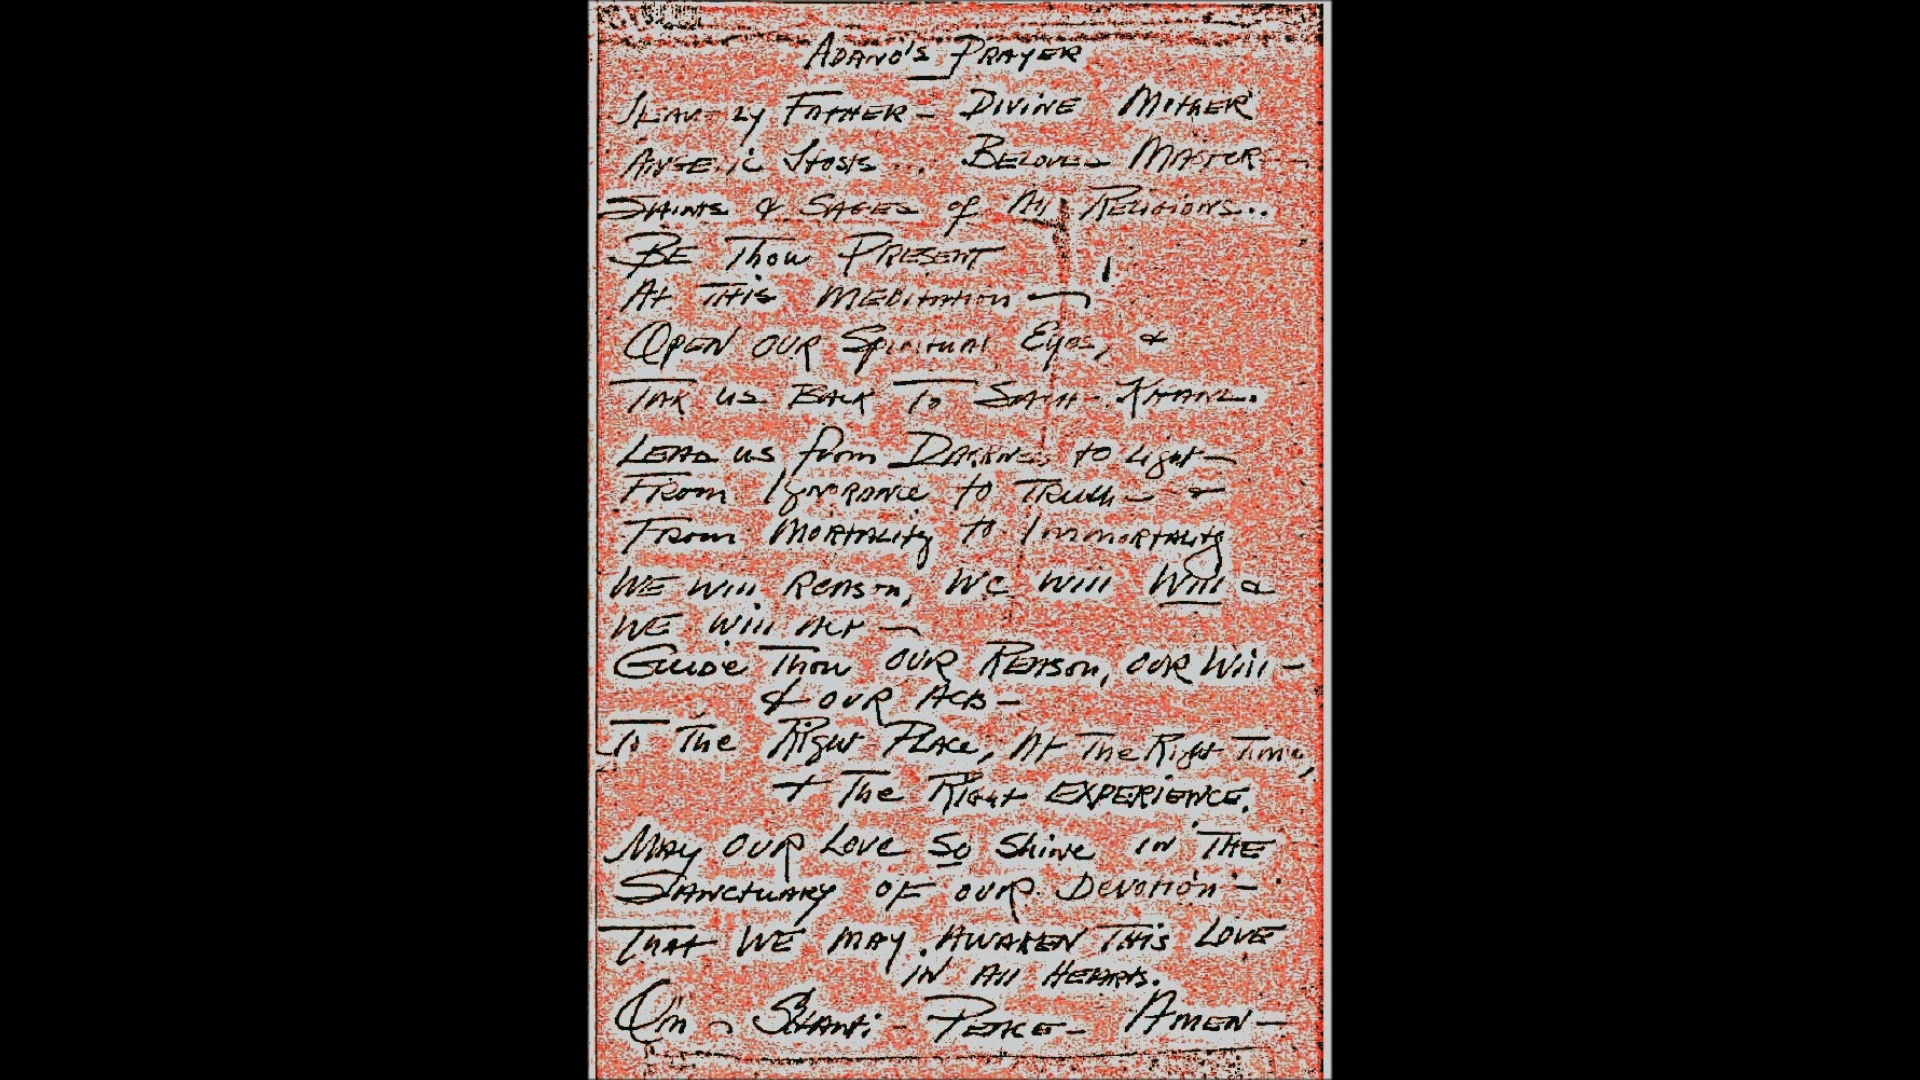 ADANO'S PRAYER
HEAVENLY FATHER - DIVINE MOTHER
ANGELIC HOSTS... BELOVED MASTER -
SAINTS & SAGES of All RELIGIONS..
BE Thou PRESENT
At THis MEDitation -
OPEN OUR Spiritual Eyes, &
TAK US BACK To SATH-KHAND.
LEAD us from DARKNESS to Light -
FROM Ignorance to TRUth - &
From MORTALity to IMMORTALity
WE Will REASon, WE Will Will &
WE Will Act -
GUIDE Thou OUR REASon, OUR Will -
& OUR Acts -
To The Right PLACE, At The Right Time,
+ The Right EXPERIENCE.
MAY OUR LOVE So Shine IN THE
SANCTUARY OF OUR DEVOTION -
THAT WE MAY AWAKEN THis LOVE
IN All HEARTS.
Om - Shanti - PEACE - AMEN -